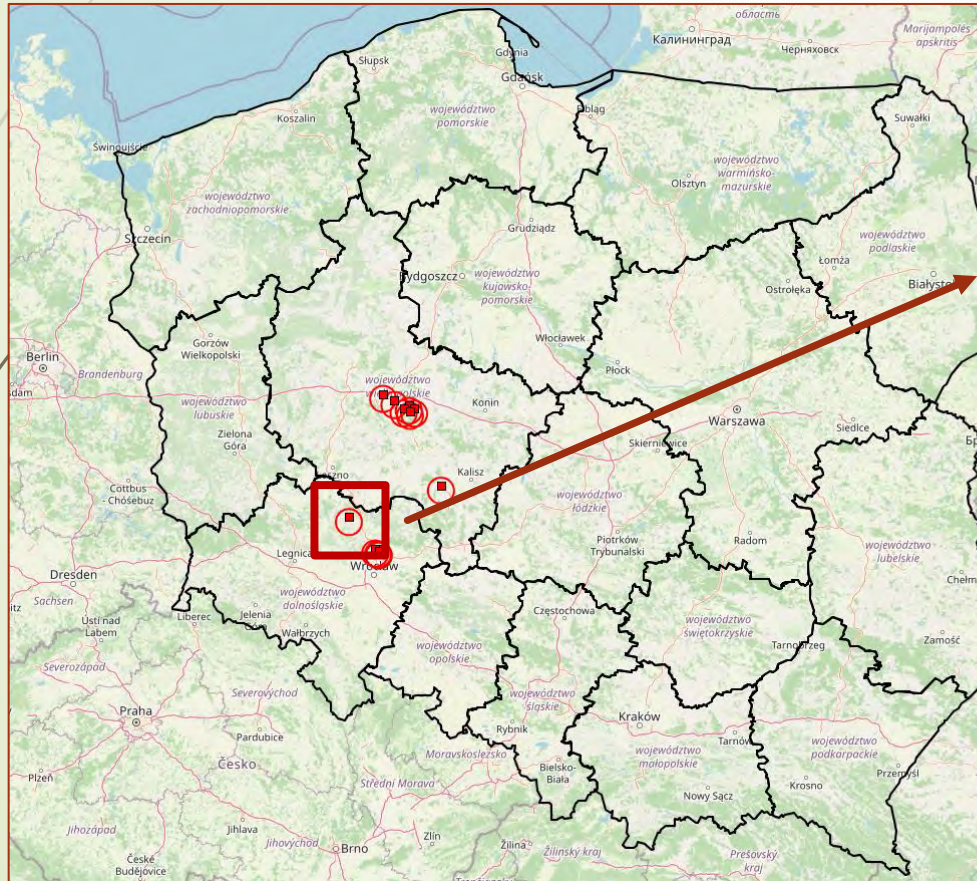 область
Marijampolės
apskritis
Калининград
Черняховск
Słupsk
Gdynia
Gdańsk
Suwałki
Koszalin
województwo
pomorskie
Świnoujście
Elbląg
województwo
warmińsko-
mazurskie
Olsztyn
województwo
zachodniopomorskie
Grudziądz
województwo
podlaskie
Szczecin
Bydgoszcz
województwo
kujawsko-
pomorskie
Łomża
Ostrołęka
Białystok
Gorzów
Wielkopolski
Włocławek
Berlin
Brandenburg
Płock
województwo
Konin
województwo
lubuskie
Warszawa
Siedlce
Zielona
Góra
Skierniewice
Cottbus
- Chóśebuz
Kalisz
województwo
łódzkie
Piotrków
Trybunalski
Radom
województwo
lubelskie
Legnica
Wrocław
Dresden
Sachsen
województwo
dolnośląskie
Chełm
Ústí nad
Labem
Liberec
Jelenia
Wałbrzych
Częstochowa
województwo
świętokrzyskie
województwo
opolskie
Tarnobrzeg
Zamość
Severozápad
Severovýchod
województwo
śląskie
Praha
Pardubice
Rybnik
Kraków
województwo
małopolskie
Tarnów
województwo
podkarpackie
Przemyśl
Česko
Moravskoslezsko
Plzeň
Střední Morava
Bielsko-
Biała
Nowy Sącz
Krosno
Jihozápad
Jihlava
Jihovýchod
Zlín
Brno
Žilina
Žilinský kraj
Prešovský
kraj
České
Budějovice